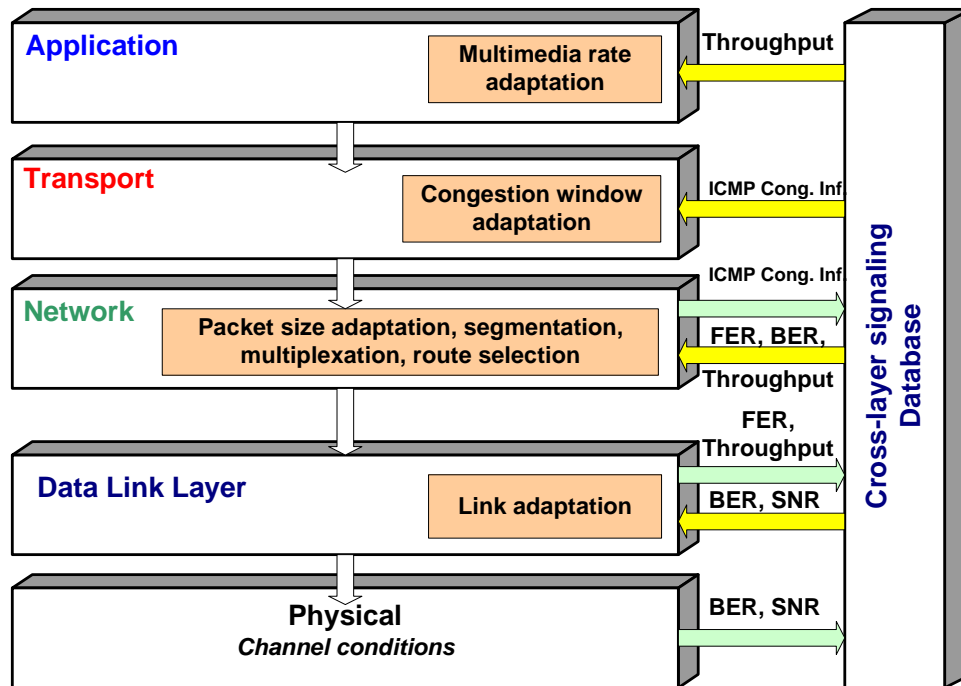 Application
Multimedia rate
adaptation
Throughput
Transport
Congestion window
adaptation
ICMP Cong. Inf.
Network
Packet size adaptation, segmentation,
multiplexation, route selection
ICMP Cong. Inf.
FER, BER,
Throughput
Data Link Layer
Link adaptation
FER,
Throughput
BER, SNR
Physical
Channel conditions
BER, SNR
Cross-layer signaling
Database